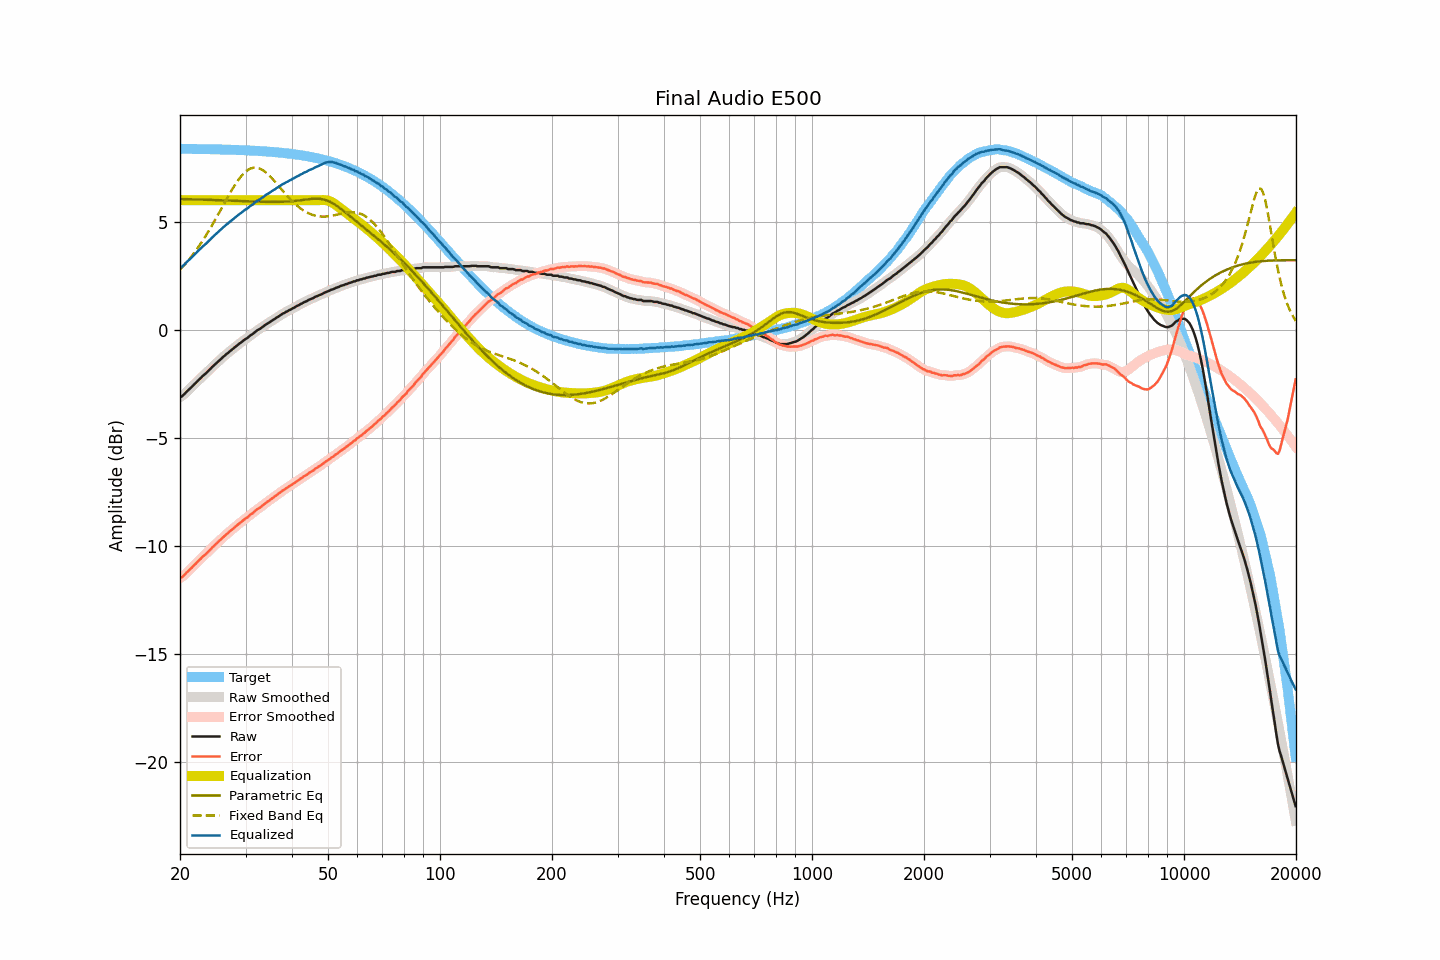 Final Audio E500
Amplitude (dBr)
5
0
−5
−10
−15
−20
Target
Raw Smoothed
Error Smoothed
Raw
Error
Equalization
Parametric Eq
Fixed Band Eq
Equalized
20 50 100 200 500 1000 2000 5000 10000 20000
Frequency (Hz)